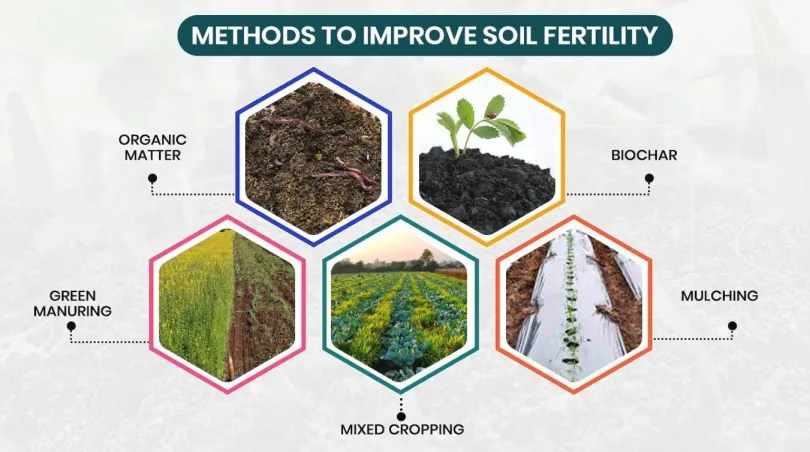 METHODS TO IMPROVE SOIL FERTILITY
ORGANIC
MATTER
BIOCHAR
GREEN
MANURING
MULCHING
MIXED CROPPING